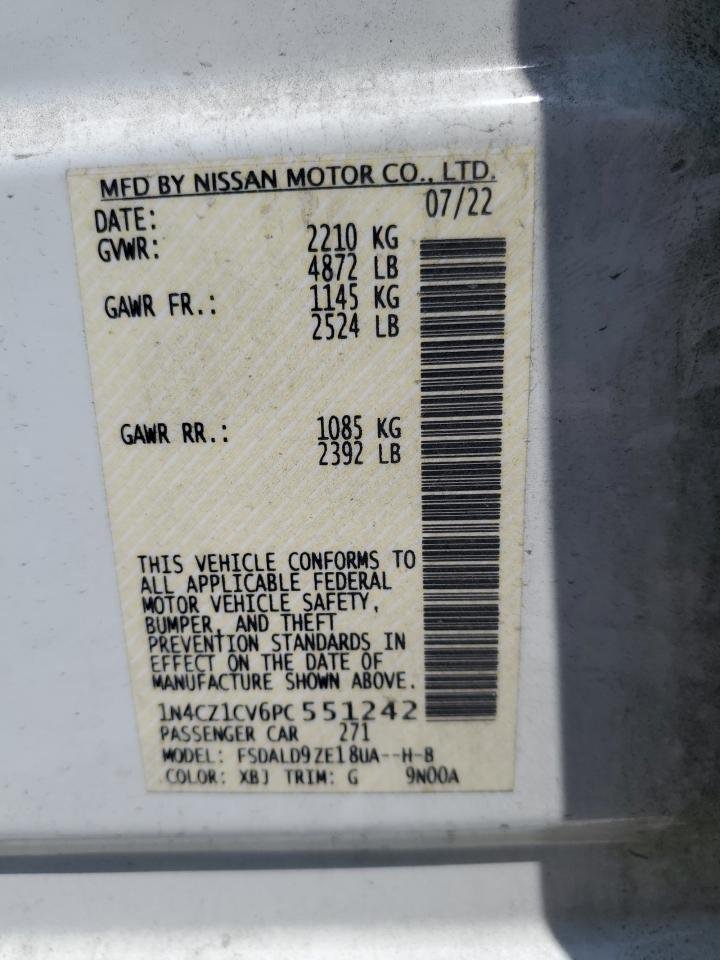 MFD BY NISSAN MOTOR CO., LTD.
DATE: 07/22
GVWR: 2210 KG
4872 LB
GAWR FR.: 1145 KG
2524 LB
GAWR RR.: 1085 KG
2392 LB
THIS VEHICLE CONFORMS TO
ALL APPLICABLE FEDERAL
MOTOR VEHICLE SAFETY,
BUMPER, AND THEFT
PREVENTION STANDARDS IN
EFFECT ON THE DATE OF
MANUFACTURE SHOWN ABOVE.
1N4CZ1CV6PC551242
PASSENGER CAR 271
MODEL: FSDALD9ZE18UA--H-B
COLOR: XBJ TRIM: G 9N00A